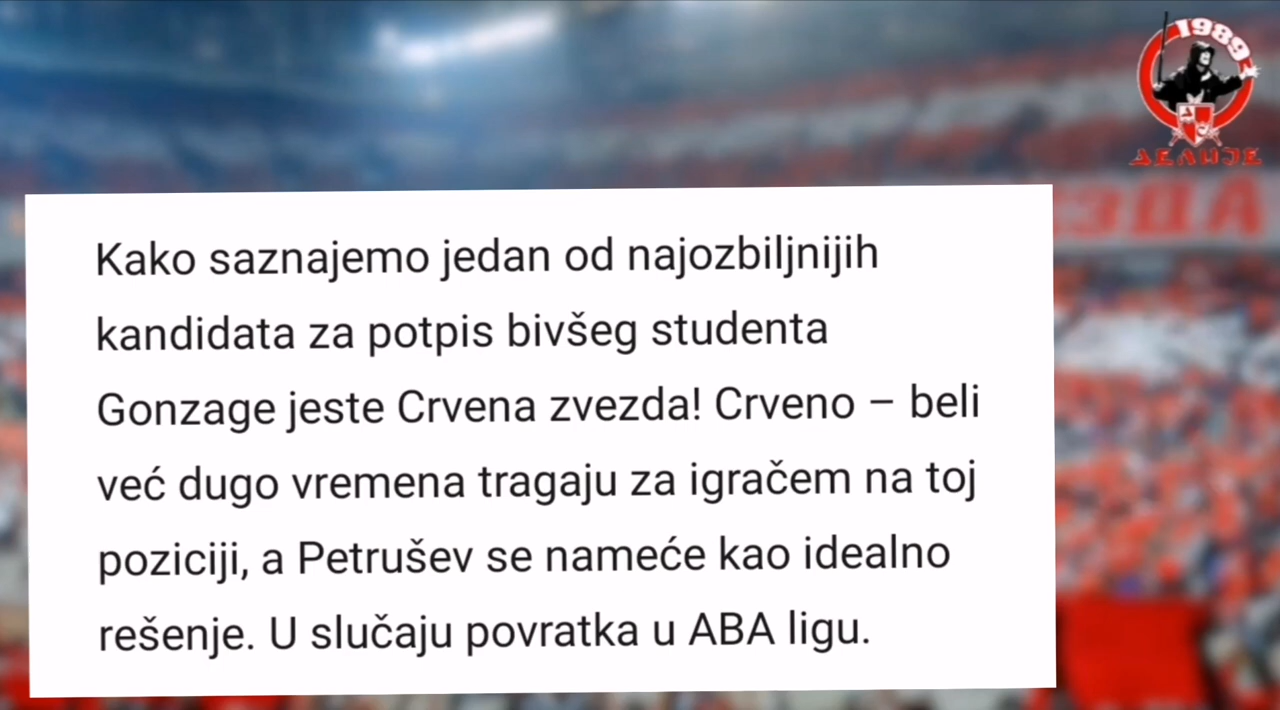 1989
ДЕЛИЈЕ
ЗДА
Kako saznajemo jedan od najozbiljnijih
kandidata za potpis bivšeg studenta
Gonzage jeste Crvena zvezda! Crveno – beli
već dugo vremena tragaju za igračem na toj
poziciji, a Petrušev se nameće kao idealno
rešenje. U slučaju povratka u ABA ligu.